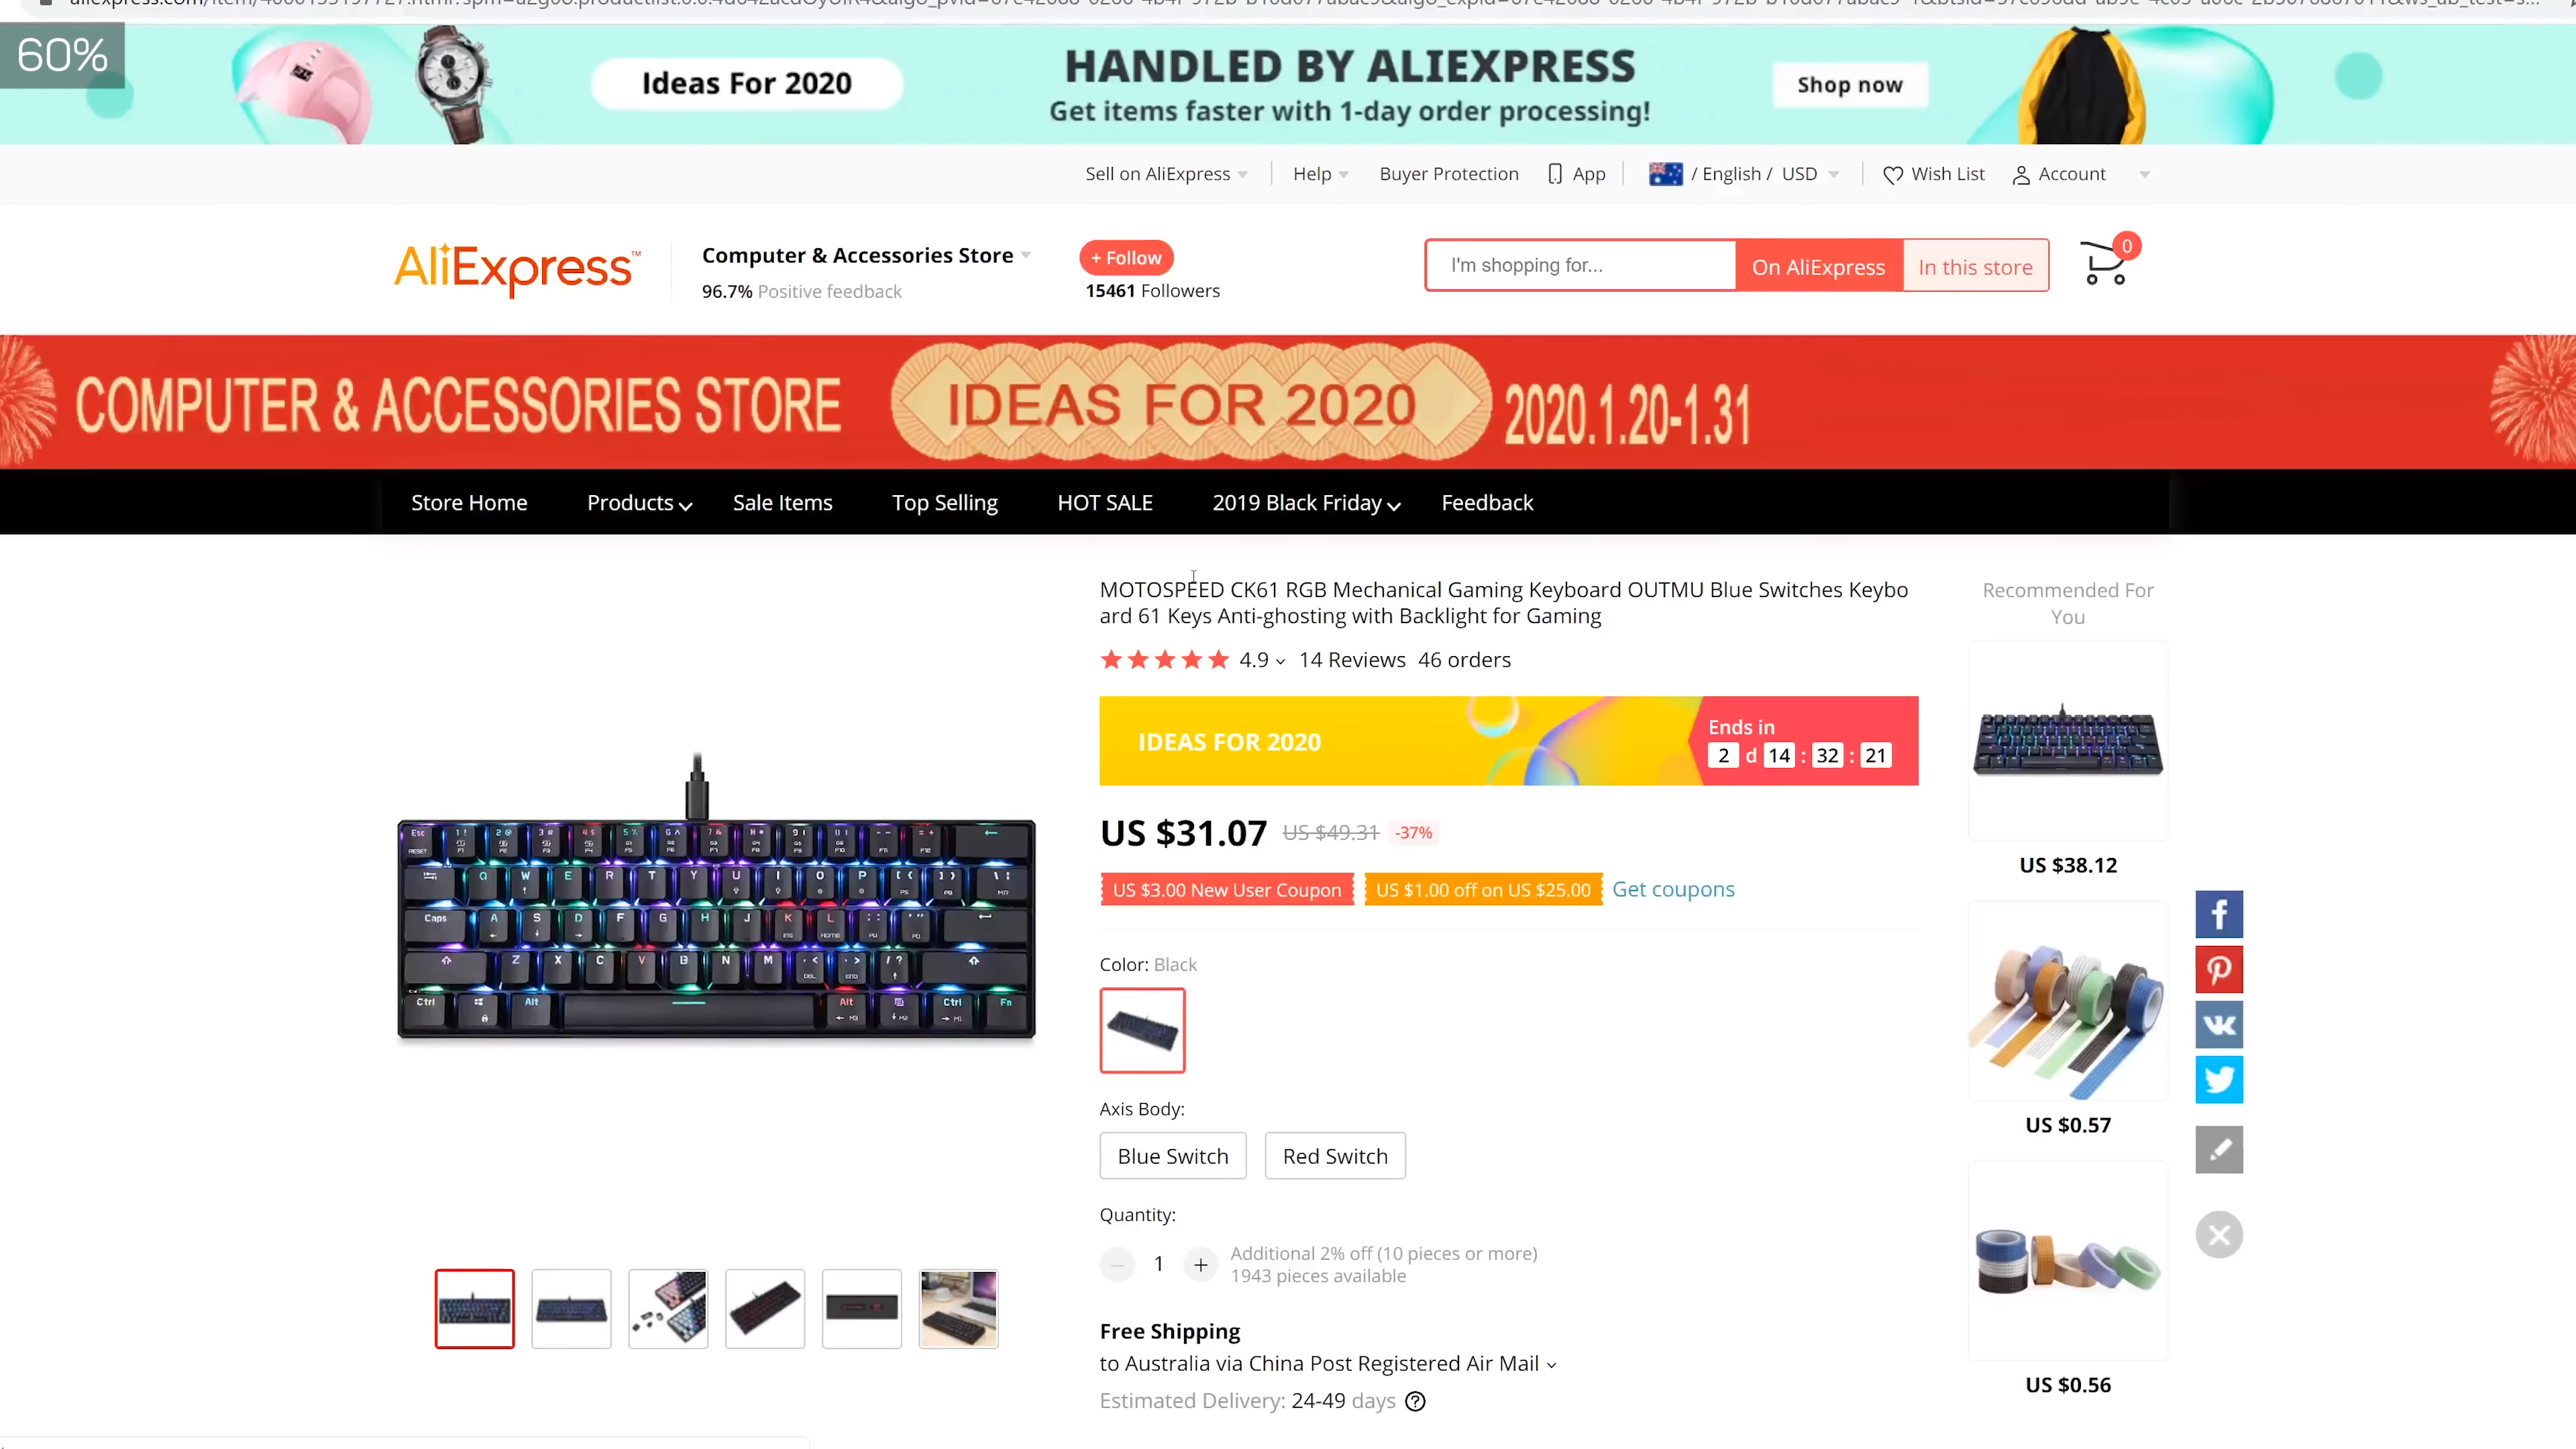 60%
Ideas For 2020
HANDLED BY ALIEXPRESS
Get items faster with 1-day order processing!
Shop now
Sell on AliExpress
Help
Buyer Protection
App
/ English / USD
Wish List
Account
AliExpress™
Computer & Accessories Store
96.7% Positive feedback
+ Follow
15461 Followers
I'm shopping for...
On AliExpress
In this store
0
COMPUTER & ACCESSORIES STORE
IDEAS FOR 2020
2020.1.20-1.31
Store Home
Products
Sale Items
Top Selling
HOT SALE
2019 Black Friday
Feedback
MOTOSPEED CK61 RGB Mechanical Gaming Keyboard OUTMU Blue Switches Keybo
ard 61 Keys Anti-ghosting with Backlight for Gaming
4.9
14 Reviews
46 orders
IDEAS FOR 2020
Ends in
2 d 14 : 32 : 21
US $31.07
US $49.31
-37%
US $3.00 New User Coupon
US $1.00 off on US $25.00
Get coupons
Color: Black
Axis Body:
Blue Switch
Red Switch
Quantity:
1
Additional 2% off (10 pieces or more)
1943 pieces available
Free Shipping
to Australia via China Post Registered Air Mail
Estimated Delivery: 24-49 days
Recommended For
You
US $38.12
US $0.57
US $0.56
Esc
Q W E R T Y U I O P
Caps A S D F G H J K L
Z X C V B N M
Ctrl Alt Alt Ctrl Fn